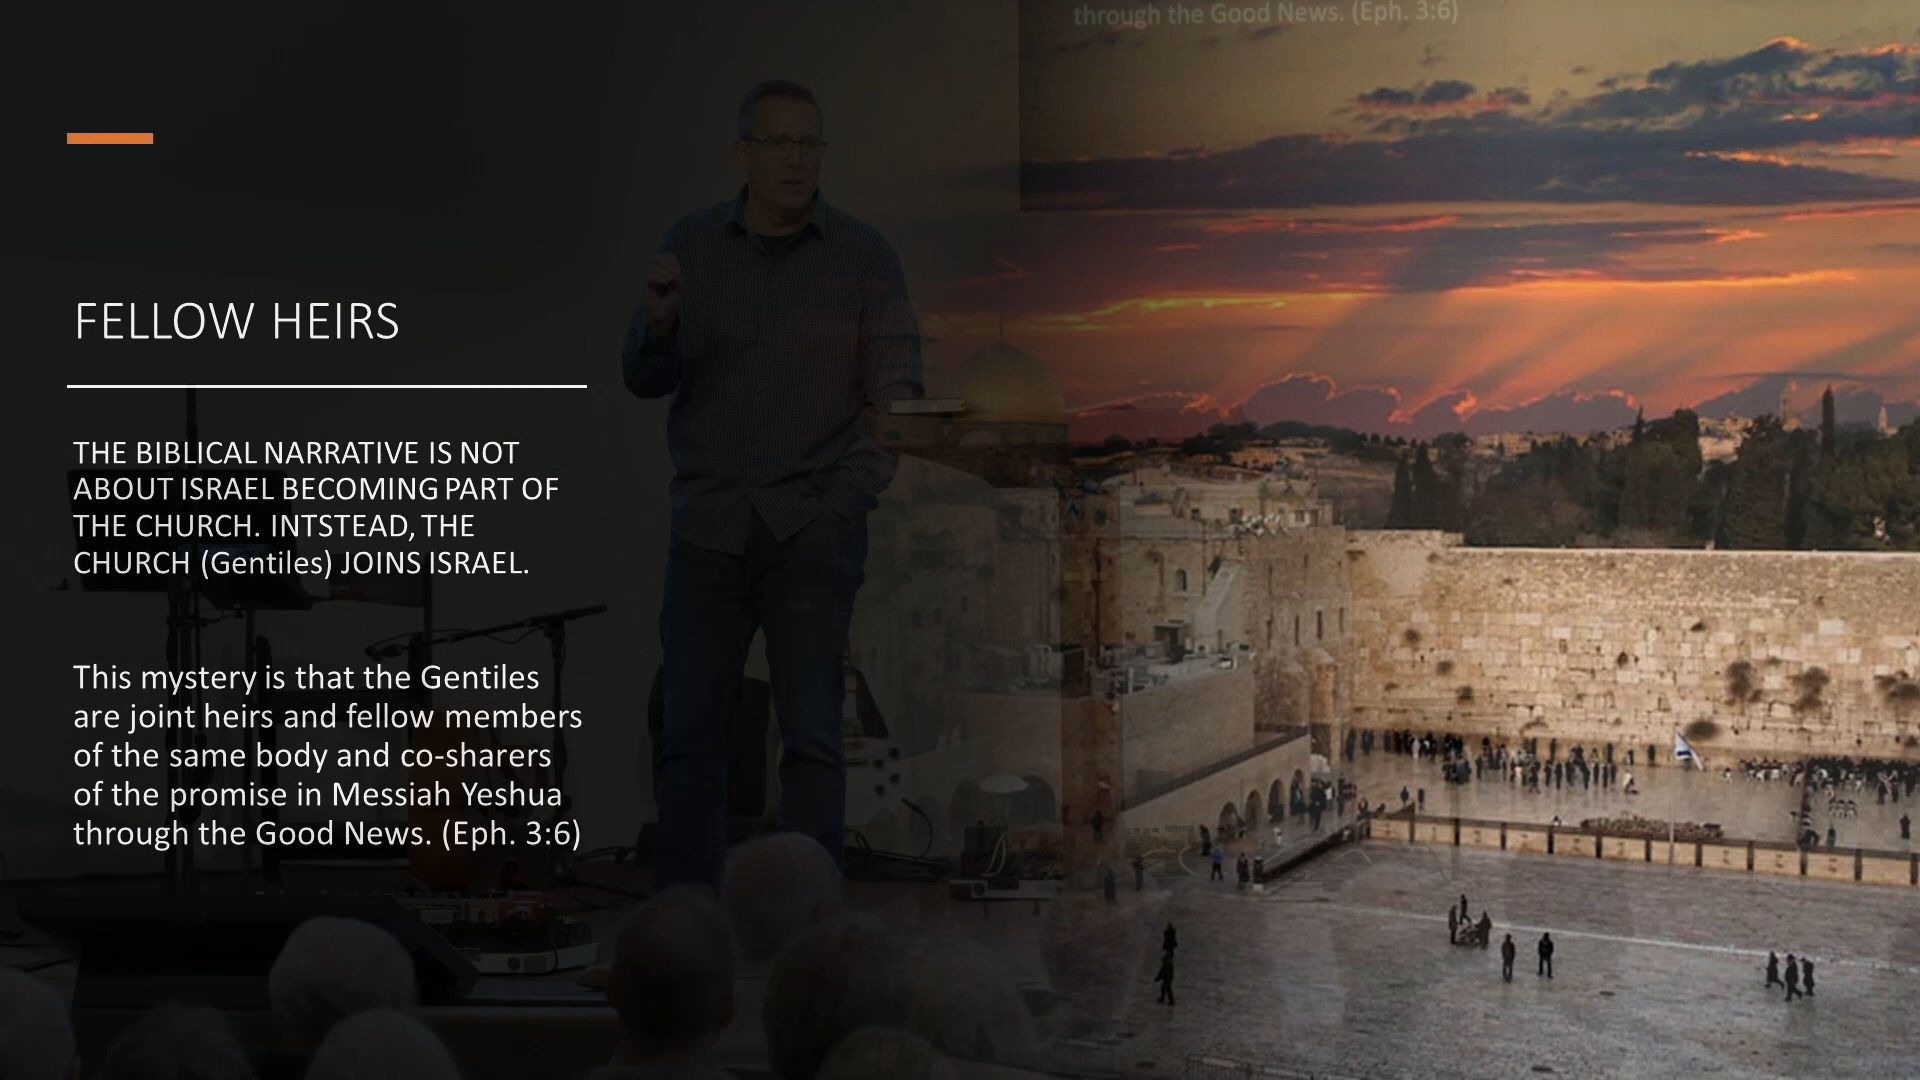 through the Good News. (Eph. 3:6)
FELLOW HEIRS
THE BIBLICAL NARRATIVE IS NOT
ABOUT ISRAEL BECOMING PART OF
THE CHURCH. INTSTEAD, THE
CHURCH (Gentiles) JOINS ISRAEL.
This mystery is that the Gentiles
are joint heirs and fellow members
of the same body and co-sharers
of the promise in Messiah Yeshua
through the Good News. (Eph. 3:6)